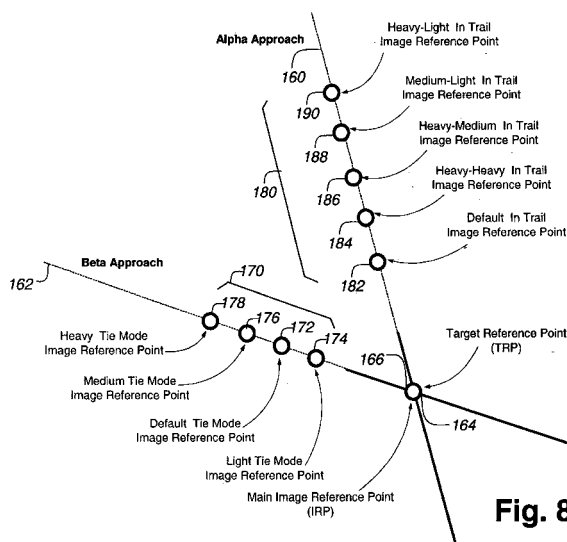 Alpha Approach
160
Heavy-Light In Trail
Image Reference Point
190
Medium-Light In Trail
Image Reference Point
188
Heavy-Medium In Trail
Image Reference Point
186
180
Heavy-Heavy In Trail
Image Reference Point
184
Default In Trail
Image Reference Point
182
Beta Approach
162
170
178
176
172
174
Heavy Tie Mode
Image Reference Point
Medium Tie Mode
Image Reference Point
Default Tie Mode
Image Reference Point
Light Tie Mode
Image Reference Point
Target Reference Point
(TRP)
166
164
Main Image Reference Point
(IRP)
Fig. 8